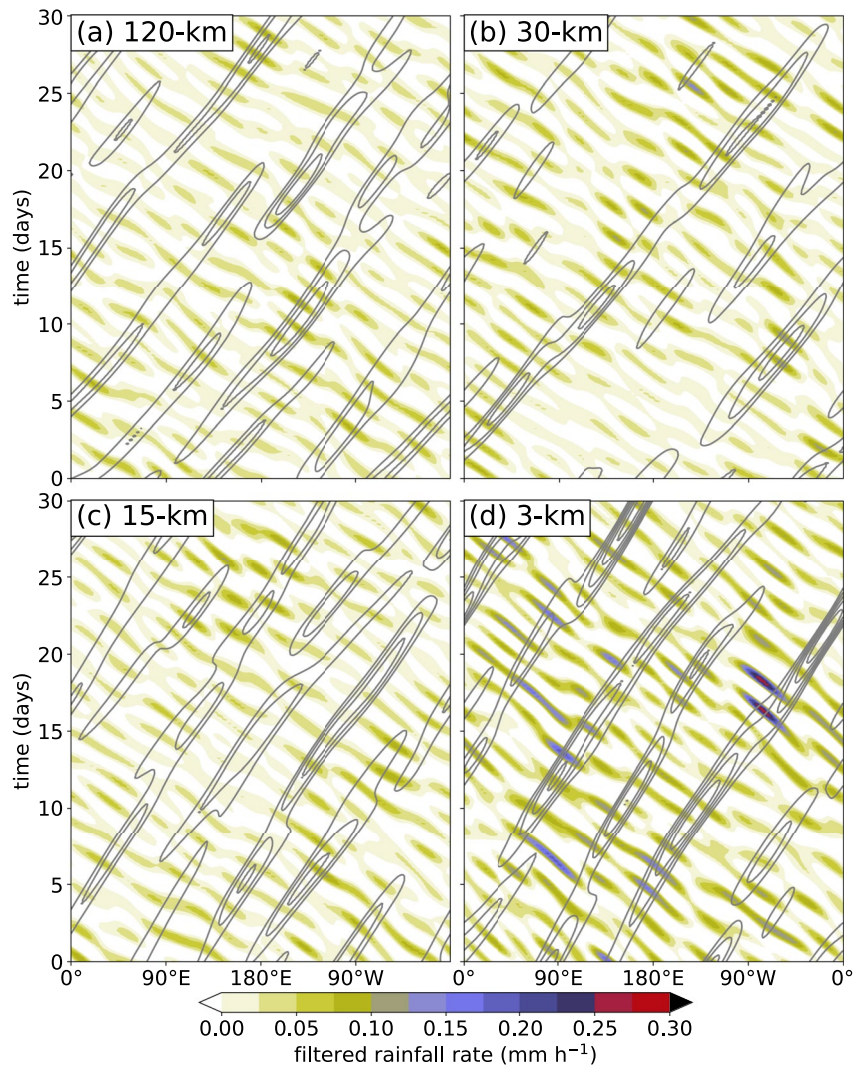 (a) 120-km
(b) 30-km
30
25
20
15
10
5
0
time (days)
(c) 15-km
(d) 3-km
30
25
20
15
10
5
0
time (days)
0° 90°E 180°E 90°W
90°E 180°E 90°W 0°
0.00 0.05 0.10 0.15 0.20 0.25 0.30
filtered rainfall rate (mm h⁻¹)